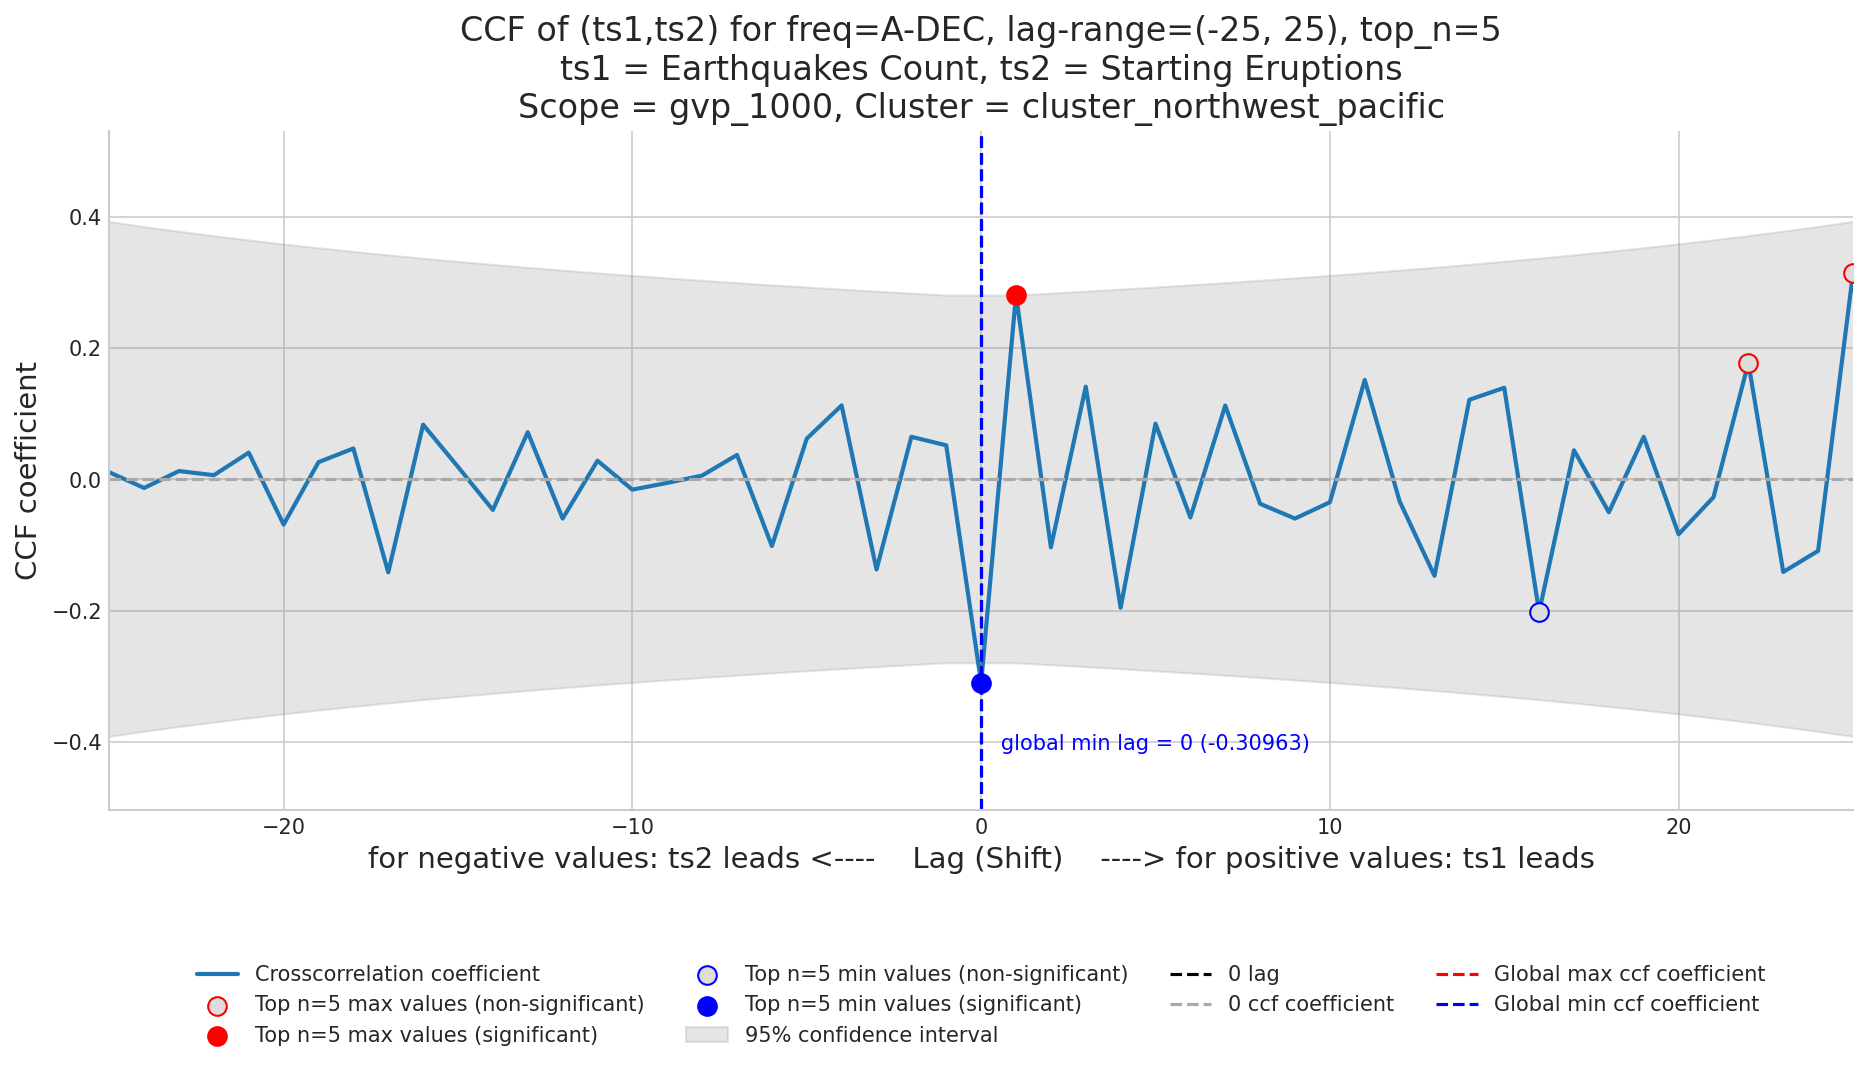 CCF of (ts1,ts2) for freq=A-DEC, lag-range=(-25, 25), top_n=5
ts1 = Earthquakes Count, ts2 = Starting Eruptions
Scope = gvp_1000, Cluster = cluster_northwest_pacific
CCF coefficient
0.4
0.2
0.0
−0.2
−0.4
global min lag = 0 (-0.30963)
−20
−10
0
10
20
for negative values: ts2 leads <---- Lag (Shift) ----> for positive values: ts1 leads
Crosscorrelation coefficient
Top n=5 max values (non-significant)
Top n=5 max values (significant)
Top n=5 min values (non-significant)
Top n=5 min values (significant)
95% confidence interval
0 lag
0 ccf coefficient
Global max ccf coefficient
Global min ccf coefficient